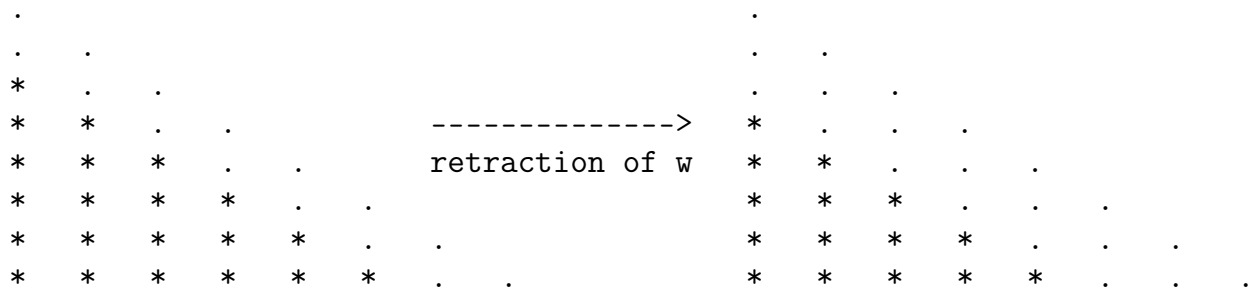 .                                                   .
.    .                                              .    .
*    .    .                                         .    .    .
*    *    .    .              -------------->    *    .    .    .
*    *    *    .    .         retraction of w    *    *    .    .    .
*    *    *    *    .    .                          *    *    *    .    .    .
*    *    *    *    *    .    .                     *    *    *    *    .    .    .
*    *    *    *    *    *    .    .                *    *    *    *    *    .    .    .